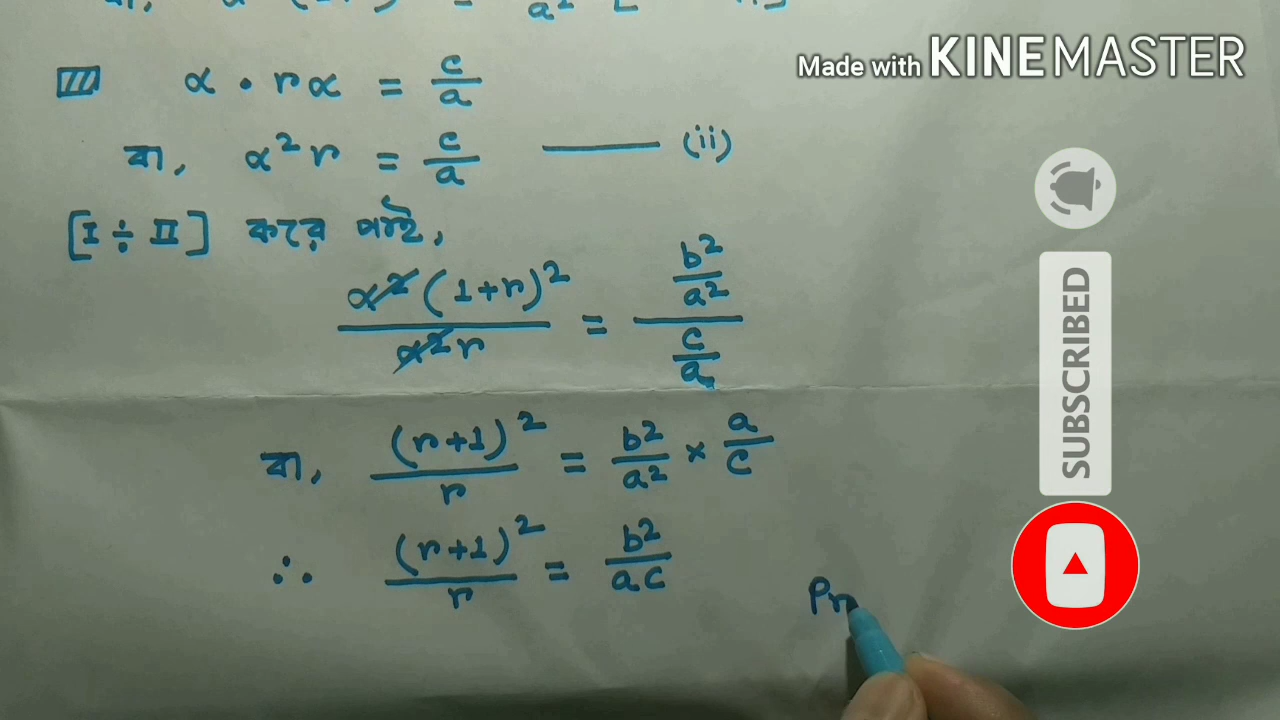 Made with KINEMASTER
α · rα = c/a
বা, α²r = c/a ——— (ii)
[I ÷ II] করে পাই,
α²(1+r)²/α²r = (b²/a²)/(c/a)
বা, (r+1)²/r = b²/a² × a/c
∴ (r+1)²/r = b²/ac
Pr
SUBSCRIBED